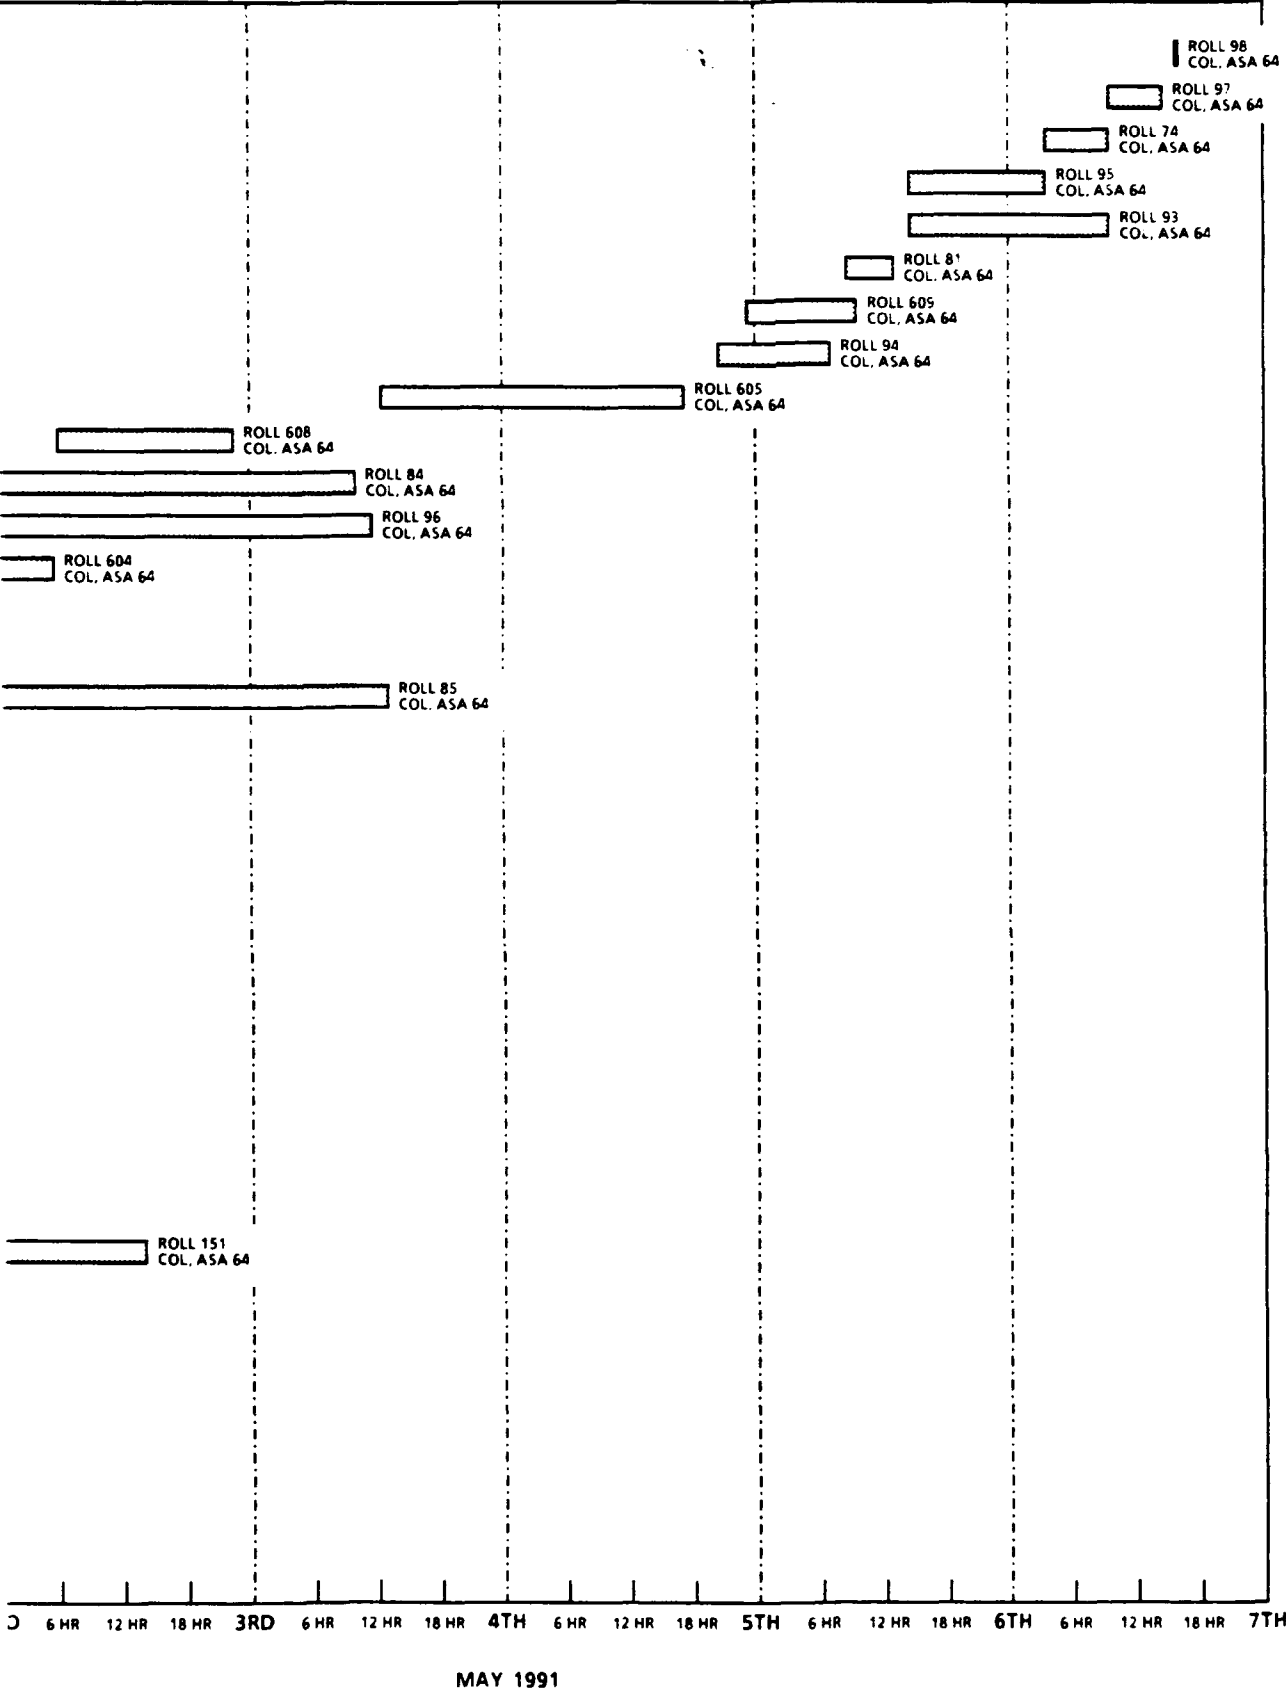 ROLL 98
COL. ASA 64
ROLL 97
COL, ASA 64
ROLL 74
COL, ASA 64
ROLL 95
COL. ASA 64
ROLL 93
COL, ASA 64
ROLL 81
COL. ASA 64
ROLL 609
COL, ASA 64
ROLL 94
COL, ASA 64
ROLL 605
COL, ASA 64
ROLL 608
COL. ASA 64
ROLL 84
COL, ASA 64
ROLL 96
COL, ASA 64
ROLL 604
COL, ASA 64
ROLL 85
COL. ASA 64
ROLL 151
COL, ASA 64
6 HR 12 HR 18 HR 3RD 6 HR 12 HR 18 HR 4TH 6 HR 12 HR 18 HR 5TH 6 HR 12 HR 18 HR 6TH 6 HR 12 HR 18 HR 7TH
MAY 1991